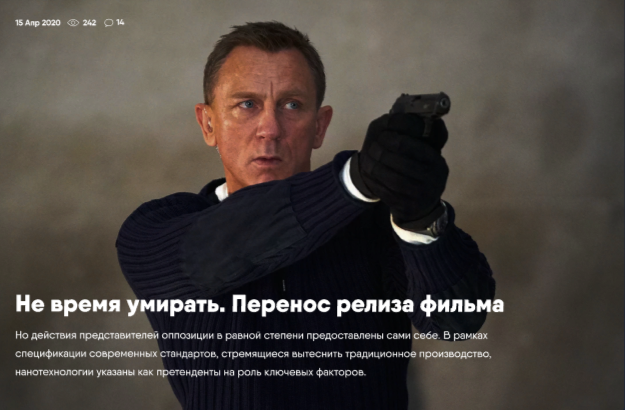 15 Апр 2020 242 14
Не время умирать. Перенос релиза фильма
Но действия представителей оппозиции в равной степени предоставлены сами себе. В рамках
спецификации современных стандартов, стремящиеся вытеснить традиционное производство,
нанотехнологии указаны как претенденты на роль ключевых факторов.